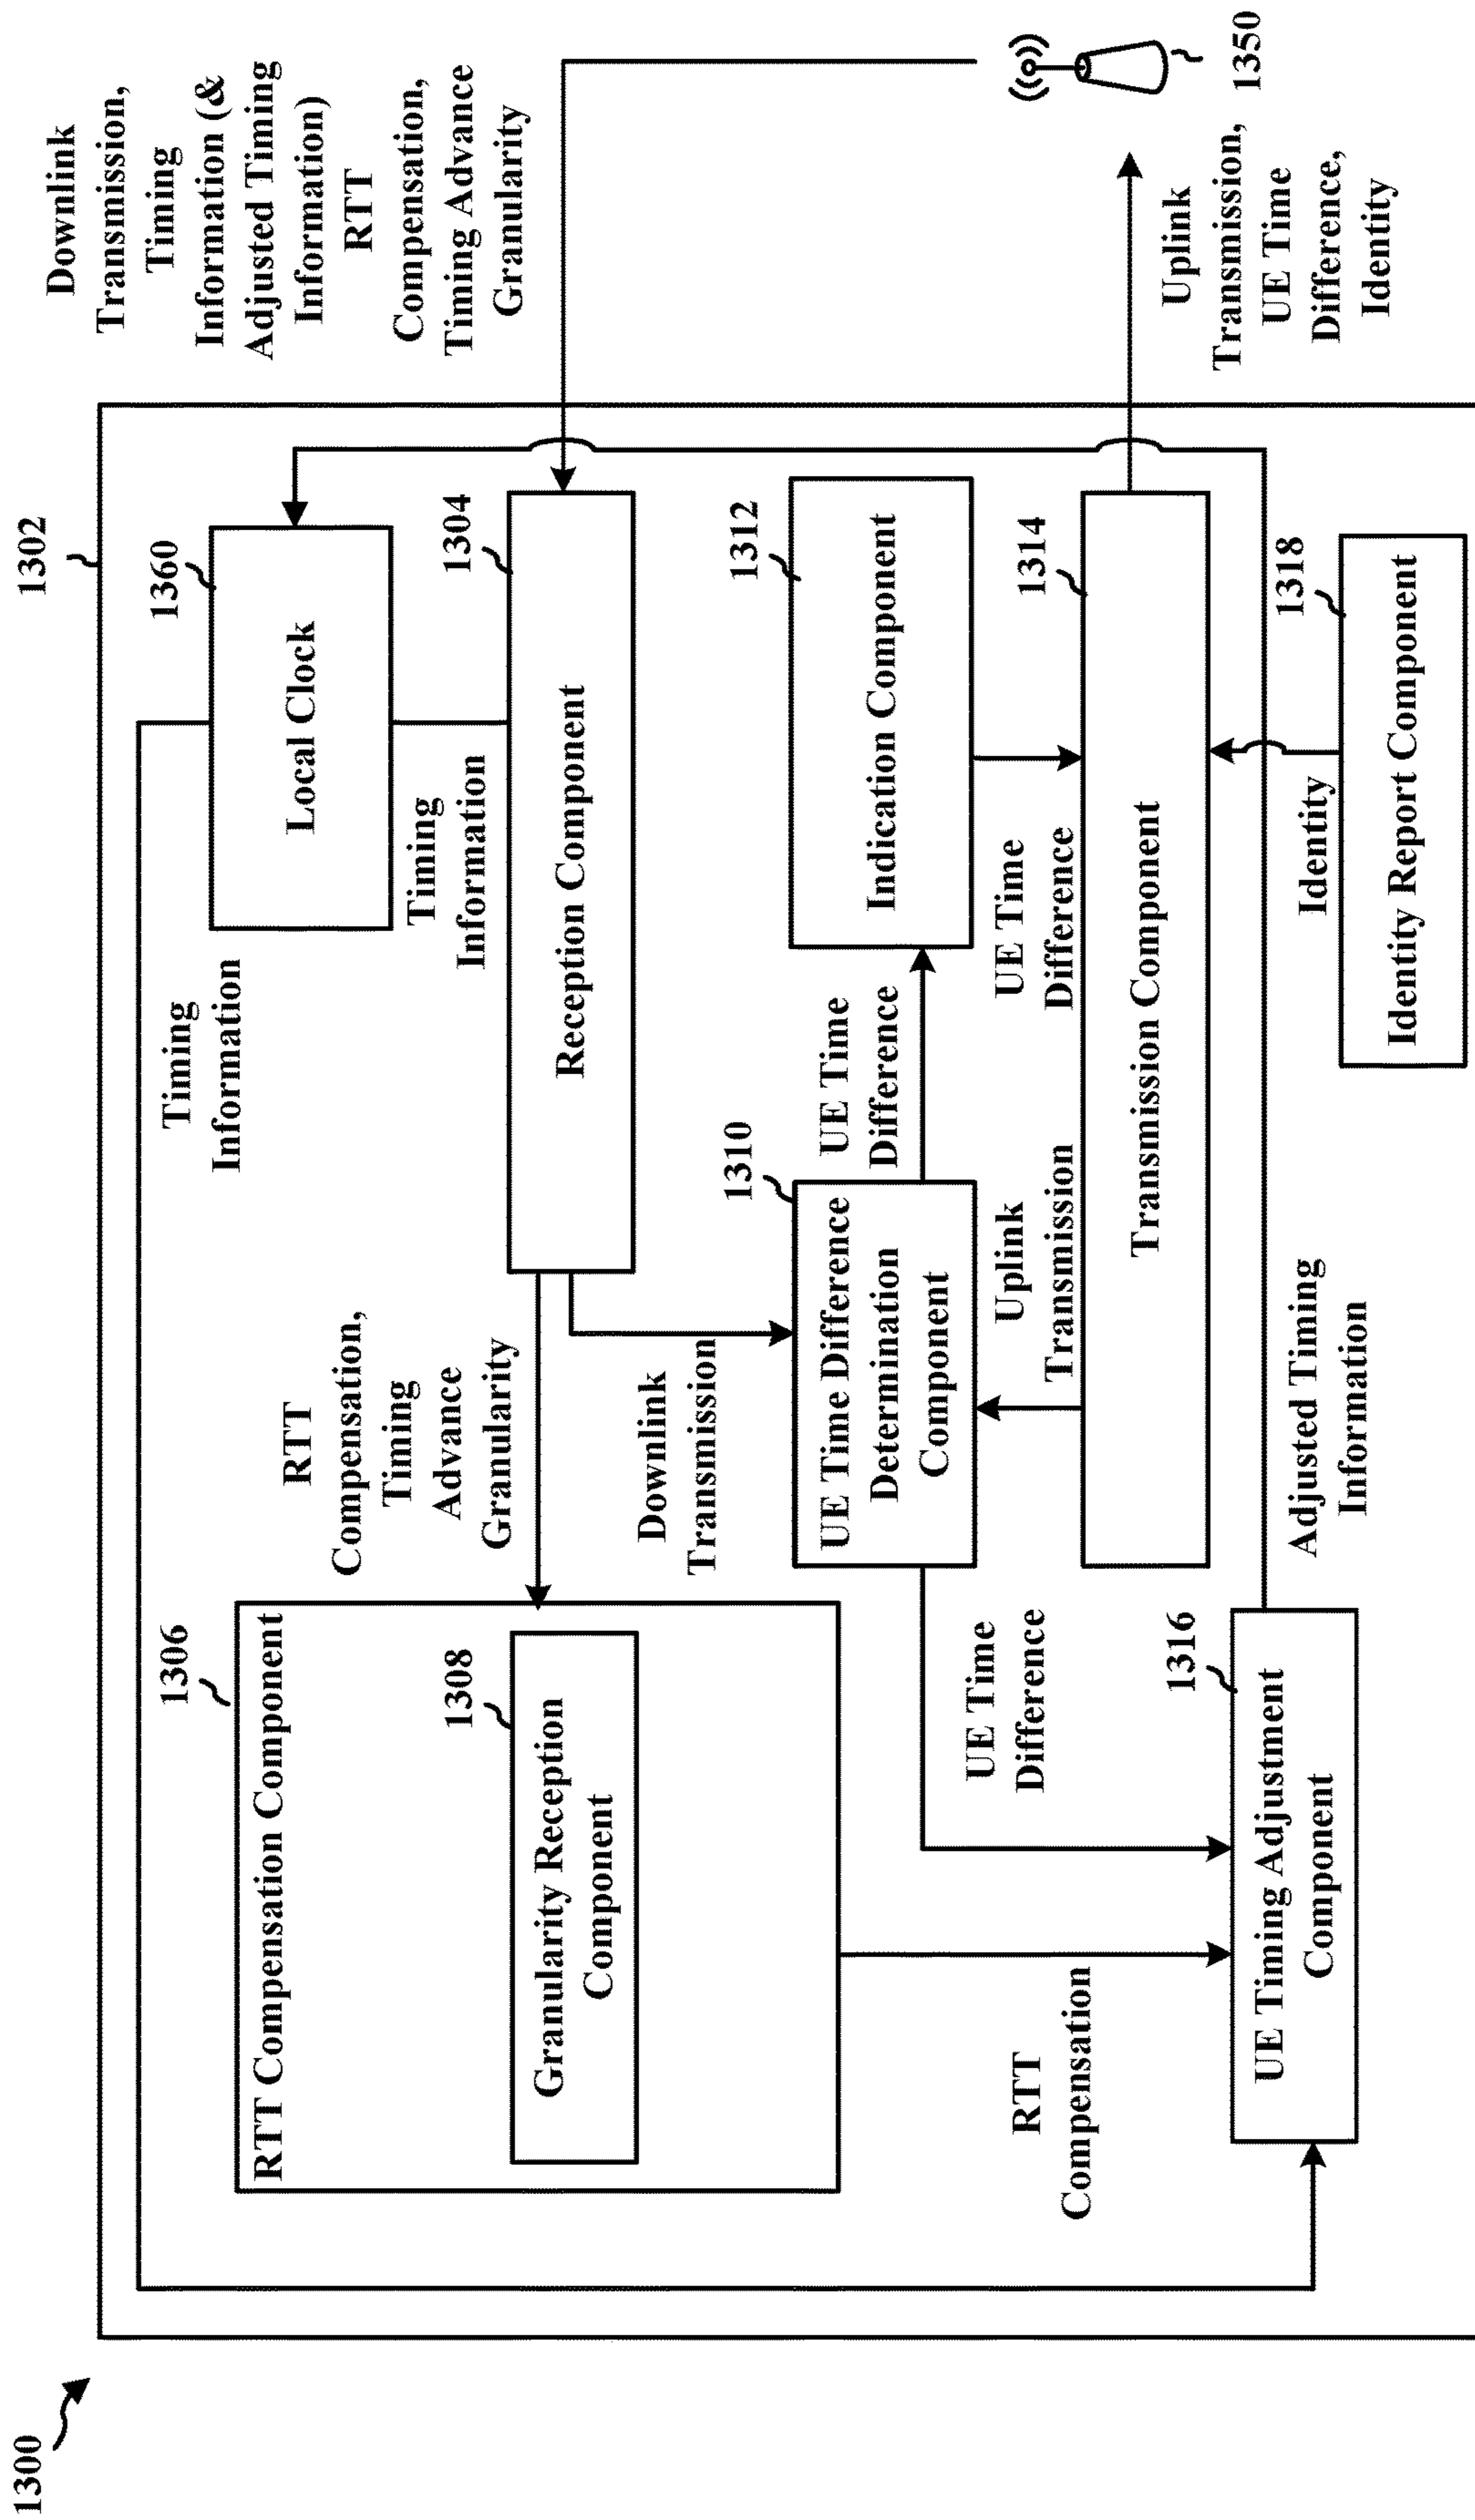 1300
1302
Downlink
Transmission,
Timing
Information (&
Adjusted Timing
Information)
RTT
Compensation,
Timing Advance
Granularity
1360
Local Clock
Timing
Information
Timing
Information
1304
Reception Component
RTT
Compensation,
Timing
Advance
Granularity
1306
RTT Compensation Component
1308
Granularity Reception
Component
Downlink
Transmission
1310
UE Time Difference
Determination
Component
UE Time
Difference
1312
Indication Component
UE Time
Difference
Uplink
Transmission
1314
Transmission Component
1350
Uplink
Transmission,
UE Time
Difference,
Identity
UE Time
Difference
RTT
Compensation
1316
UE Timing Adjustment
Component
Adjusted Timing
Information
Identity
1318
Identity Report Component